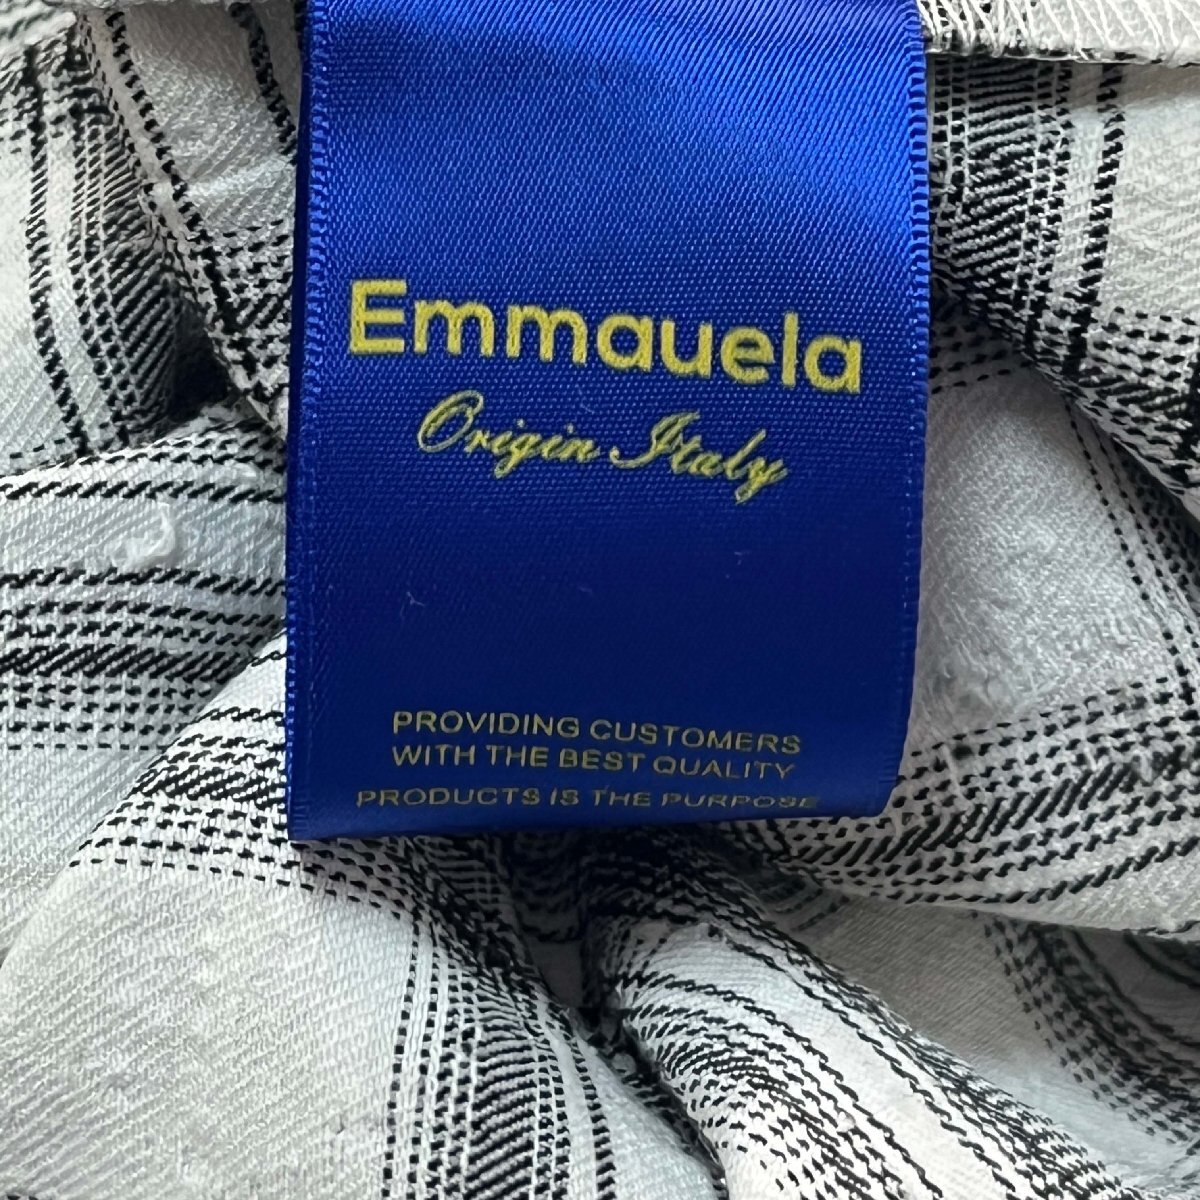 Emmauela
Origin Italy
PROVIDING CUSTOMERS
WITH THE BEST QUALITY
PRODUCTS IS THE PURPOSE